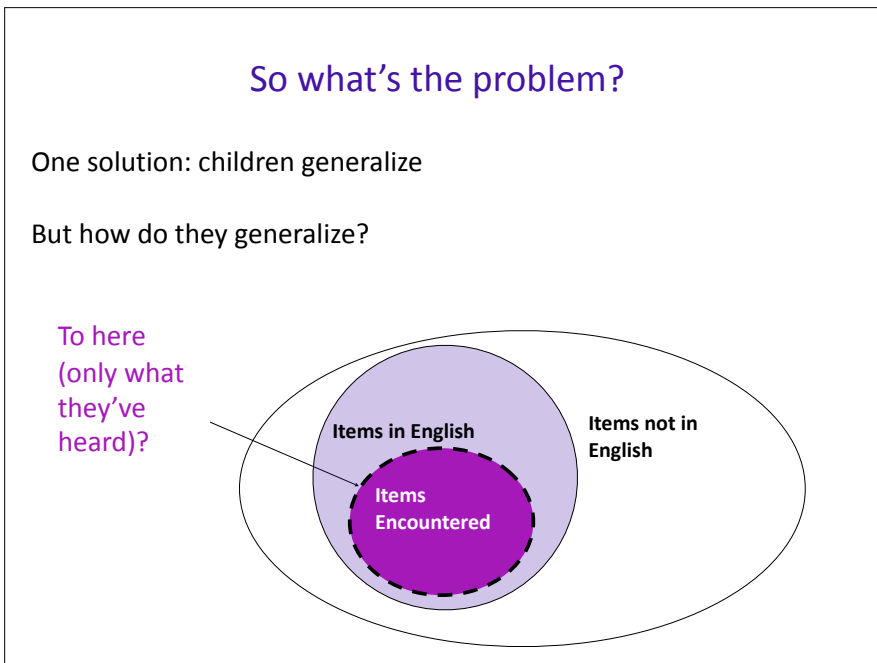 So what's the problem?
One solution: children generalize
But how do they generalize?
To here
(only what
they've
heard)?
Items in English
Items not in
English
Items
Encountered